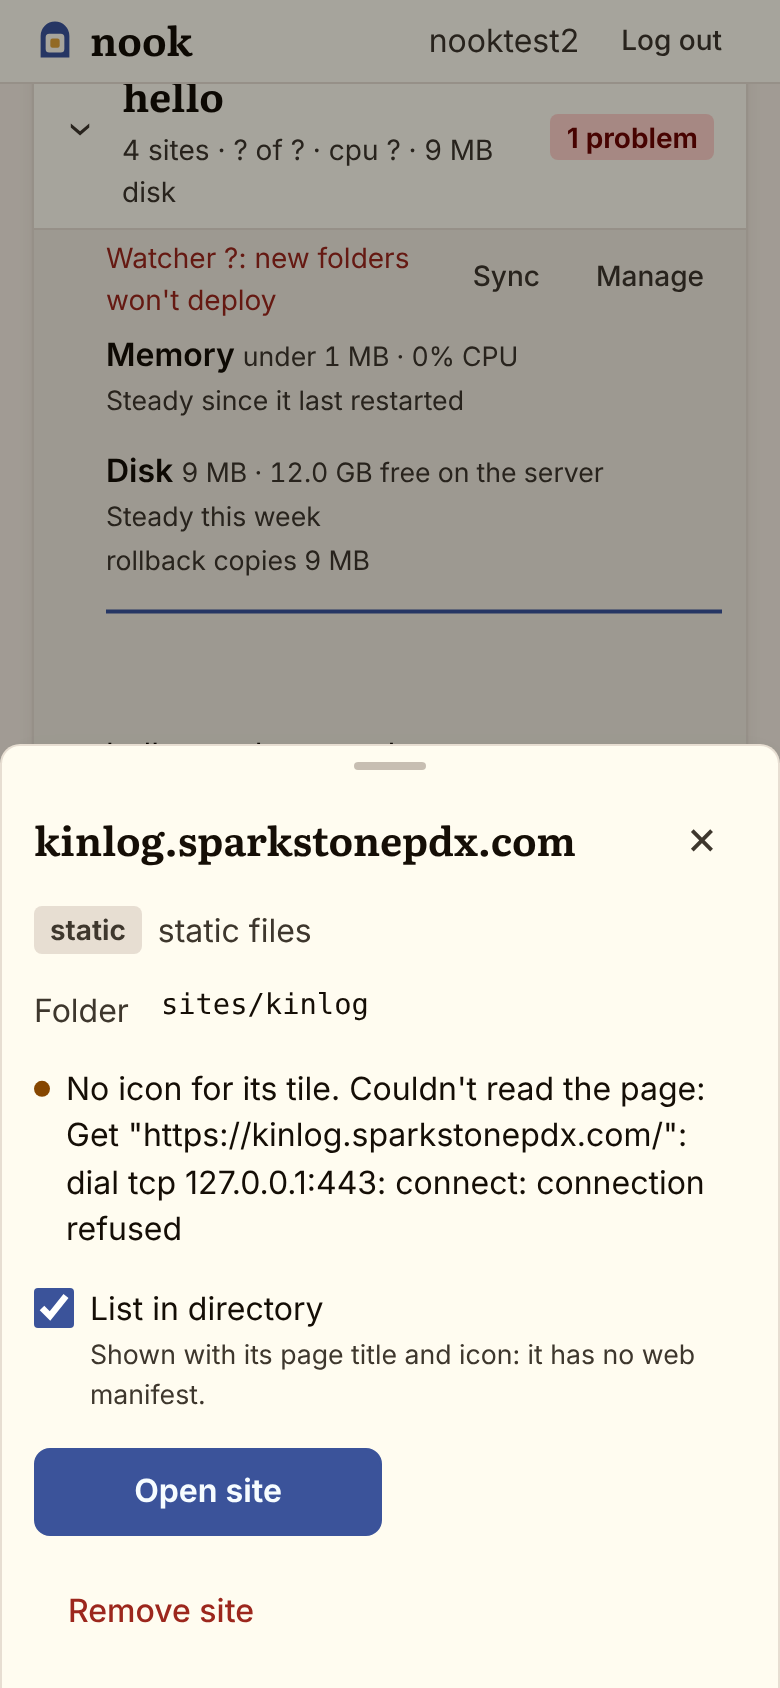 nook
nooktest2
Log out
hello
4 sites · ? of ? · cpu ? · 9 MB
disk
1 problem
Watcher ?: new folders
won't deploy
Sync
Manage
Memory under 1 MB · 0% CPU
Steady since it last restarted
Disk 9 MB · 12.0 GB free on the server
Steady this week
rollback copies 9 MB
kinlog.sparkstonepdx.com
static static files
Folder sites/kinlog
No icon for its tile. Couldn't read the page:
Get "https://kinlog.sparkstonepdx.com/":
dial tcp 127.0.0.1:443: connect: connection
refused
List in directory
Shown with its page title and icon: it has no web
manifest.
Open site
Remove site